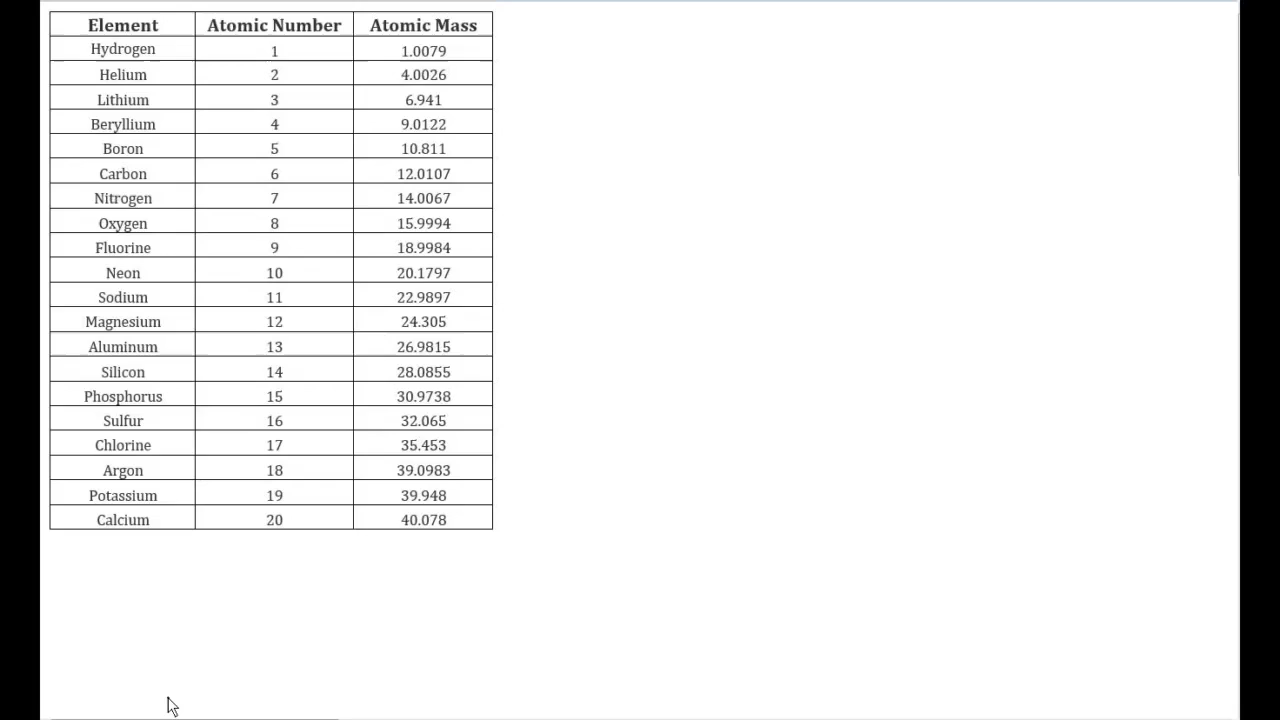 Element Atomic Number Atomic Mass
Hydrogen 1 1.0079
Helium 2 4.0026
Lithium 3 6.941
Beryllium 4 9.0122
Boron 5 10.811
Carbon 6 12.0107
Nitrogen 7 14.0067
Oxygen 8 15.9994
Fluorine 9 18.9984
Neon 10 20.1797
Sodium 11 22.9897
Magnesium 12 24.305
Aluminum 13 26.9815
Silicon 14 28.0855
Phosphorus 15 30.9738
Sulfur 16 32.065
Chlorine 17 35.453
Argon 18 39.0983
Potassium 19 39.948
Calcium 20 40.078